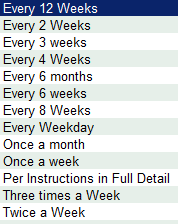 Every 12 Weeks
Every 2 Weeks
Every 3 weeks
Every 4 Weeks
Every 6 months
Every 6 weeks
Every 8 Weeks
Every Weekday
Once a month
Once a week
Per Instructions in Full Detail
Three times a Week
Twice a Week